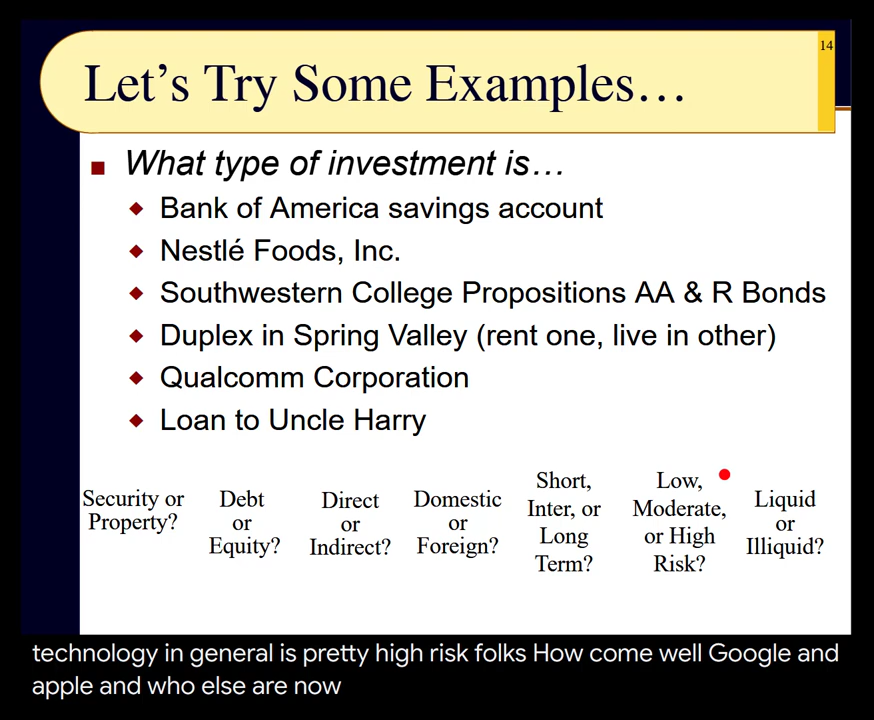 14
Let's Try Some Examples…
What type of investment is…
Bank of America savings account
Nestlé Foods, Inc.
Southwestern College Propositions AA & R Bonds
Duplex in Spring Valley (rent one, live in other)
Qualcomm Corporation
Loan to Uncle Harry
Security or
Property?
Debt
or
Equity?
Direct
or
Indirect?
Domestic
or
Foreign?
Short,
Inter, or
Long
Term?
Low,
Moderate,
or High
Risk?
Liquid
or
Illiquid?
technology in general is pretty high risk folks How come well Google and
apple and who else are now